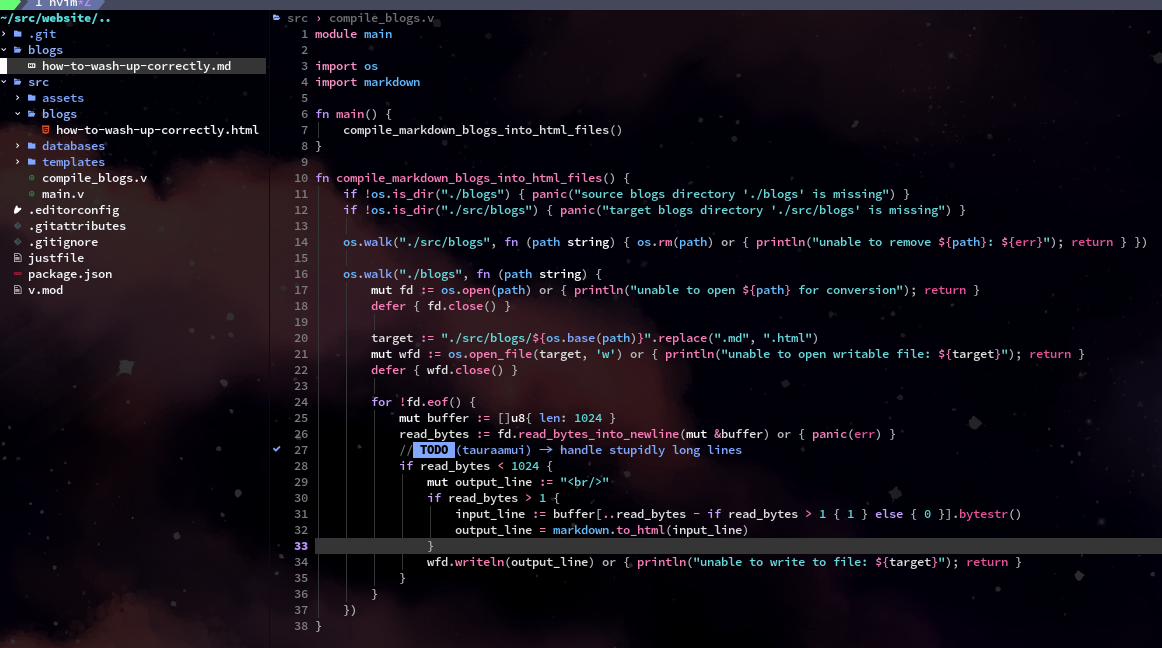 1 nvim*Z
~/src/website/..
.git
blogs
how-to-wash-up-correctly.md
src
assets
blogs
how-to-wash-up-correctly.html
databases
templates
compile_blogs.v
main.v
.editorconfig
.gitattributes
.gitignore
justfile
package.json
v.mod
src › compile_blogs.v
1 module main
2
3 import os
4 import markdown
5
6 fn main() {
7     compile_markdown_blogs_into_html_files()
8 }
9
10 fn compile_markdown_blogs_into_html_files() {
11     if !os.is_dir("./blogs") { panic("source blogs directory './blogs' is missing") }
12     if !os.is_dir("./src/blogs") { panic("target blogs directory './src/blogs' is missing") }
13
14     os.walk("./src/blogs", fn (path string) { os.rm(path) or { println("unable to remove ${path}: ${err}"); return } })
15
16     os.walk("./blogs", fn (path string) {
17         mut fd := os.open(path) or { println("unable to open ${path} for conversion"); return }
18         defer { fd.close() }
19
20         target := "./src/blogs/${os.base(path)}".replace(".md", ".html")
21         mut wfd := os.open_file(target, 'w') or { println("unable to open writable file: ${target}"); return }
22         defer { wfd.close() }
23
24         for !fd.eof() {
25             mut buffer := []u8{ len: 1024 }
26             read_bytes := fd.read_bytes_into_newline(mut &buffer) or { panic(err) }
27             // TODO (tauraamui) -> handle stupidly long lines
28             if read_bytes < 1024 {
29                 mut output_line := "<br/>"
30                 if read_bytes > 1 {
31                     input_line := buffer[..read_bytes - if read_bytes > 1 { 1 } else { 0 }].bytestr()
32                     output_line = markdown.to_html(input_line)
33                 }
34                 wfd.writeln(output_line) or { println("unable to write to file: ${target}"); return }
35             }
36         }
37     })
38 }